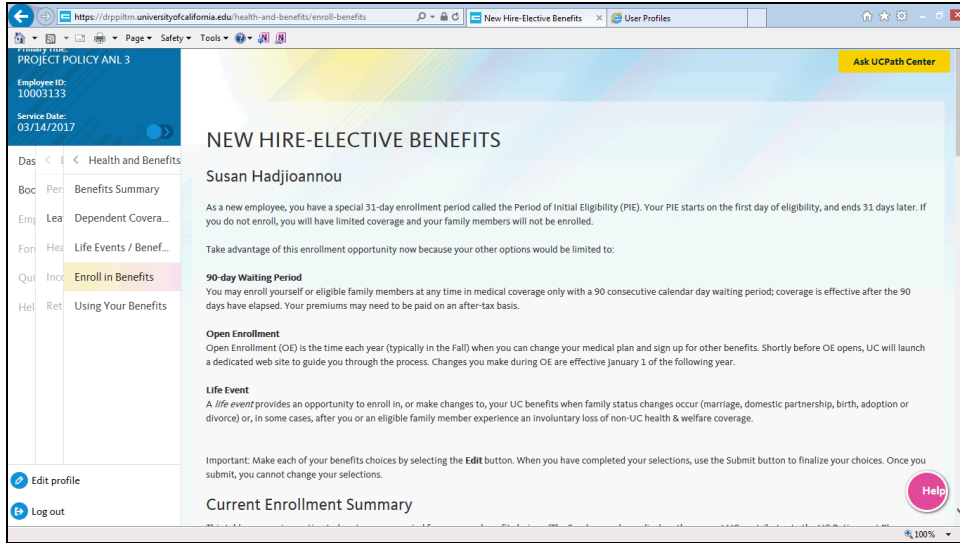 https://drppiltrn.universityofcalifornia.edu/health-and-benefits/enroll-benefits
New Hire-Elective Benefits
User Profiles
Page Safety Tools
Primary Title:
PROJECT POLICY ANL 3
Employee ID:
10003133
Service Date:
03/14/2017
Ask UCPath Center
Das
Health and Benefits
Boo
Per
Benefits Summary
Emp
Lea
Dependent Covera...
For
Hea
Life Events / Benef...
Qui
Inco
Enroll in Benefits
Hel
Ret
Using Your Benefits
Edit profile
Log out
NEW HIRE-ELECTIVE BENEFITS
Susan Hadjioannou
As a new employee, you have a special 31-day enrollment period called the Period of Initial Eligibility (PIE). Your PIE starts on the first day of eligibility, and ends 31 days later. If
you do not enroll, you will have limited coverage and your family members will not be enrolled.
Take advantage of this enrollment opportunity now because your other options would be limited to:
90-day Waiting Period
You may enroll yourself or eligible family members at any time in medical coverage only with a 90 consecutive calendar day waiting period; coverage is effective after the 90
days have elapsed. Your premiums may need to be paid on an after-tax basis.
Open Enrollment
Open Enrollment (OE) is the time each year (typically in the Fall) when you can change your medical plan and sign up for other benefits. Shortly before OE opens, UC will launch
a dedicated web site to guide you through the process. Changes you make during OE are effective January 1 of the following year.
Life Event
A life event provides an opportunity to enroll in, or make changes to, your UC benefits when family status changes occur (marriage, domestic partnership, birth, adoption or
divorce) or, in some cases, after you or an eligible family member experience an involuntary loss of non-UC health & welfare coverage.
Important: Make each of your benefits choices by selecting the Edit button. When you have completed your selections, use the Submit button to finalize your choices. Once you
submit, you cannot change your selections.
Current Enrollment Summary
Help
100%